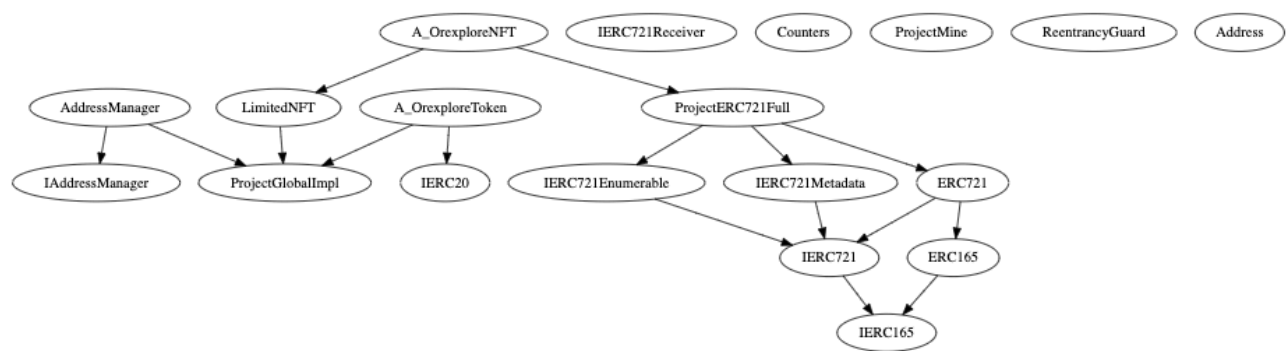 A_OrexploreNFT
IERC721Receiver
Counters
ProjectMine
ReentrancyGuard
Address
AddressManager
LimitedNFT
A_OrexploreToken
ProjectERC721Full
IAddressManager
ProjectGlobalImpl
IERC20
IERC721Enumerable
IERC721Metadata
ERC721
IERC721
ERC165
IERC165